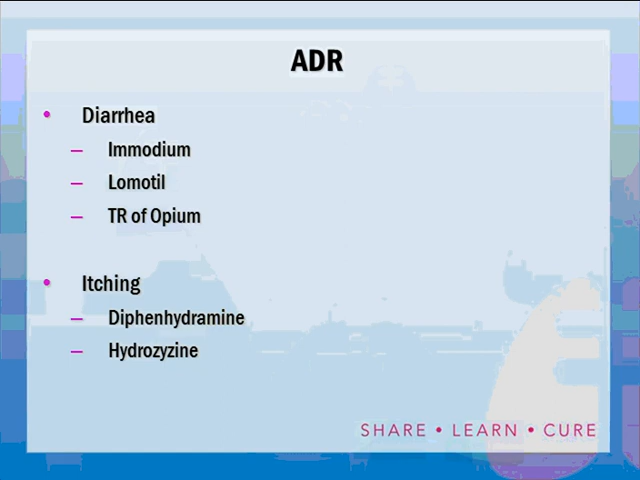 ADR
• Diarrhea
– Immodium
– Lomotil
– TR of Opium
• Itching
– Diphenhydramine
– Hydrozyzine
SHARE • LEARN • CURE